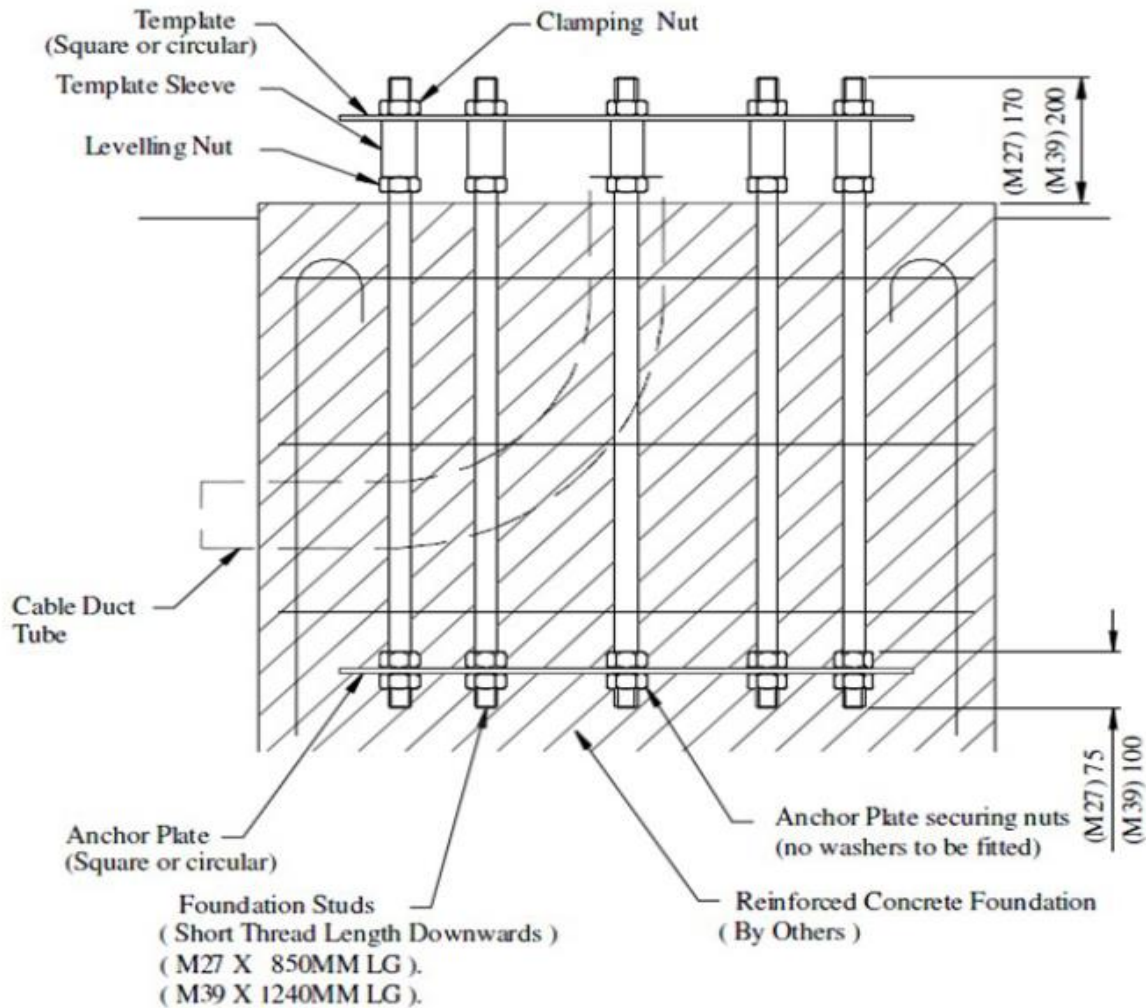 Template
(Square or circular)
Template Sleeve
Levelling Nut
Clamping Nut
(M27) 170
(M39) 200
Cable Duct
Tube
(M27) 75
(M39) 100
Anchor Plate
(Square or circular)
Anchor Plate securing nuts
(no washers to be fitted)
Foundation Studs
( Short Thread Length Downwards )
( M27 X 850MM LG ).
( M39 X 1240MM LG ).
Reinforced Concrete Foundation
( By Others )